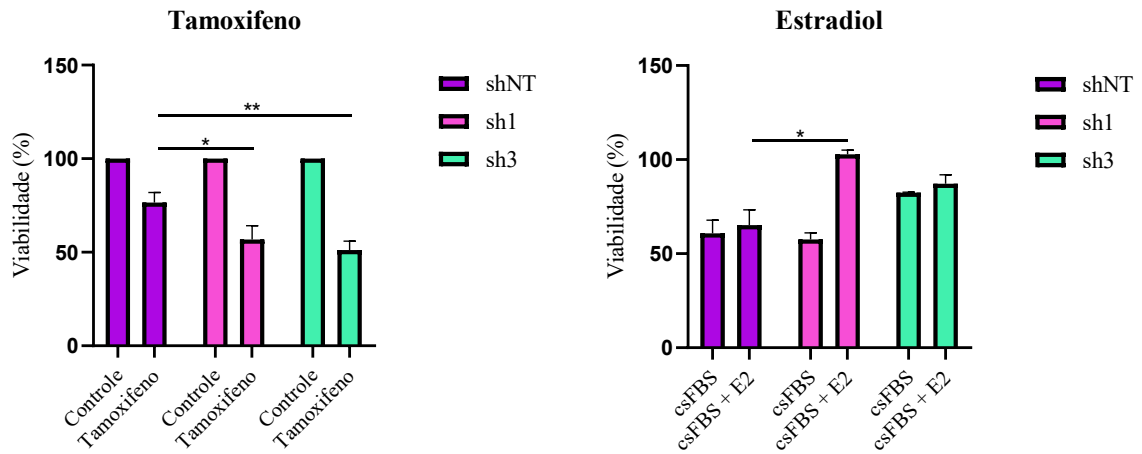 Tamoxifeno
Viabilidade (%)
150
100
50
0
**
*
Controle
Tamoxifeno
Controle
Tamoxifeno
Controle
Tamoxifeno
shNT
sh1
sh3
Estradiol
Viabilidade (%)
150
100
50
0
*
csFBS
csFBS + E2
csFBS
csFBS + E2
csFBS
csFBS + E2
shNT
sh1
sh3